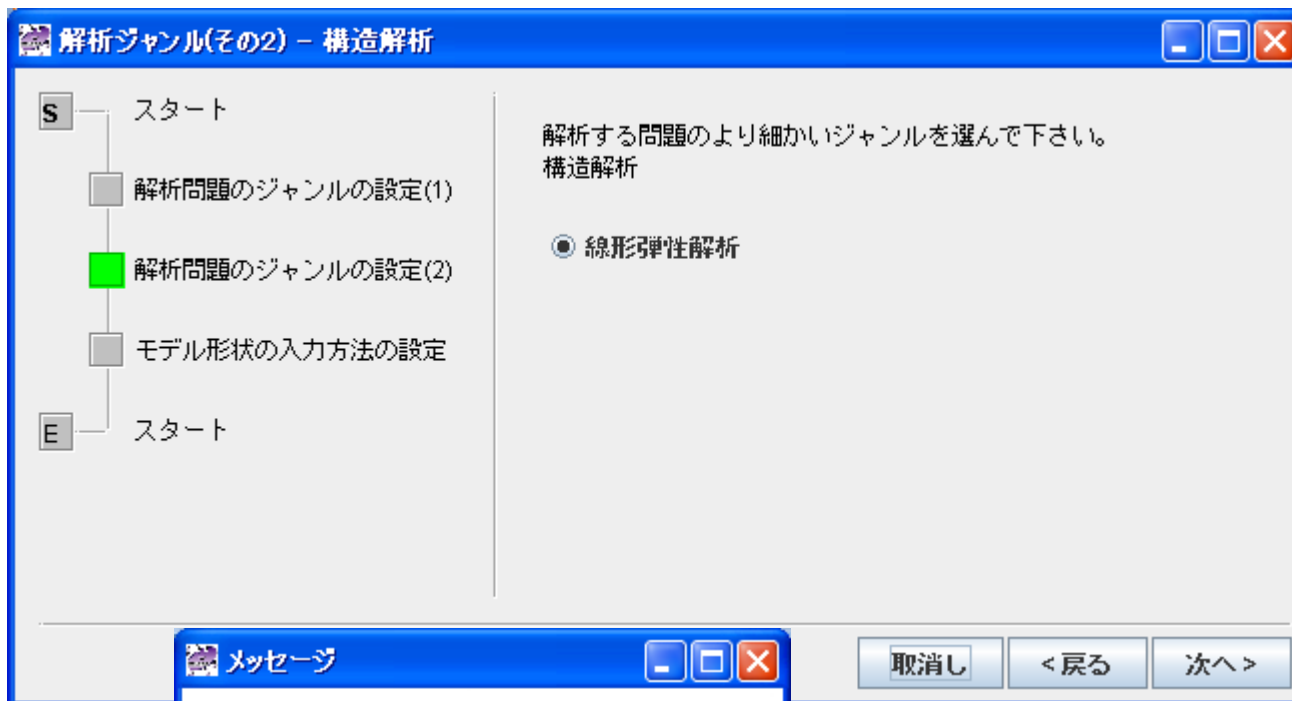 解析ジャンル(その2) - 構造解析
S スタート
解析問題のジャンルの設定(1)
解析問題のジャンルの設定(2)
モデル形状の入力方法の設定
E スタート
解析する問題のより細かいジャンルを選んで下さい。
構造解析
線形弾性解析
メッセージ
取消し
<戻る
次へ>